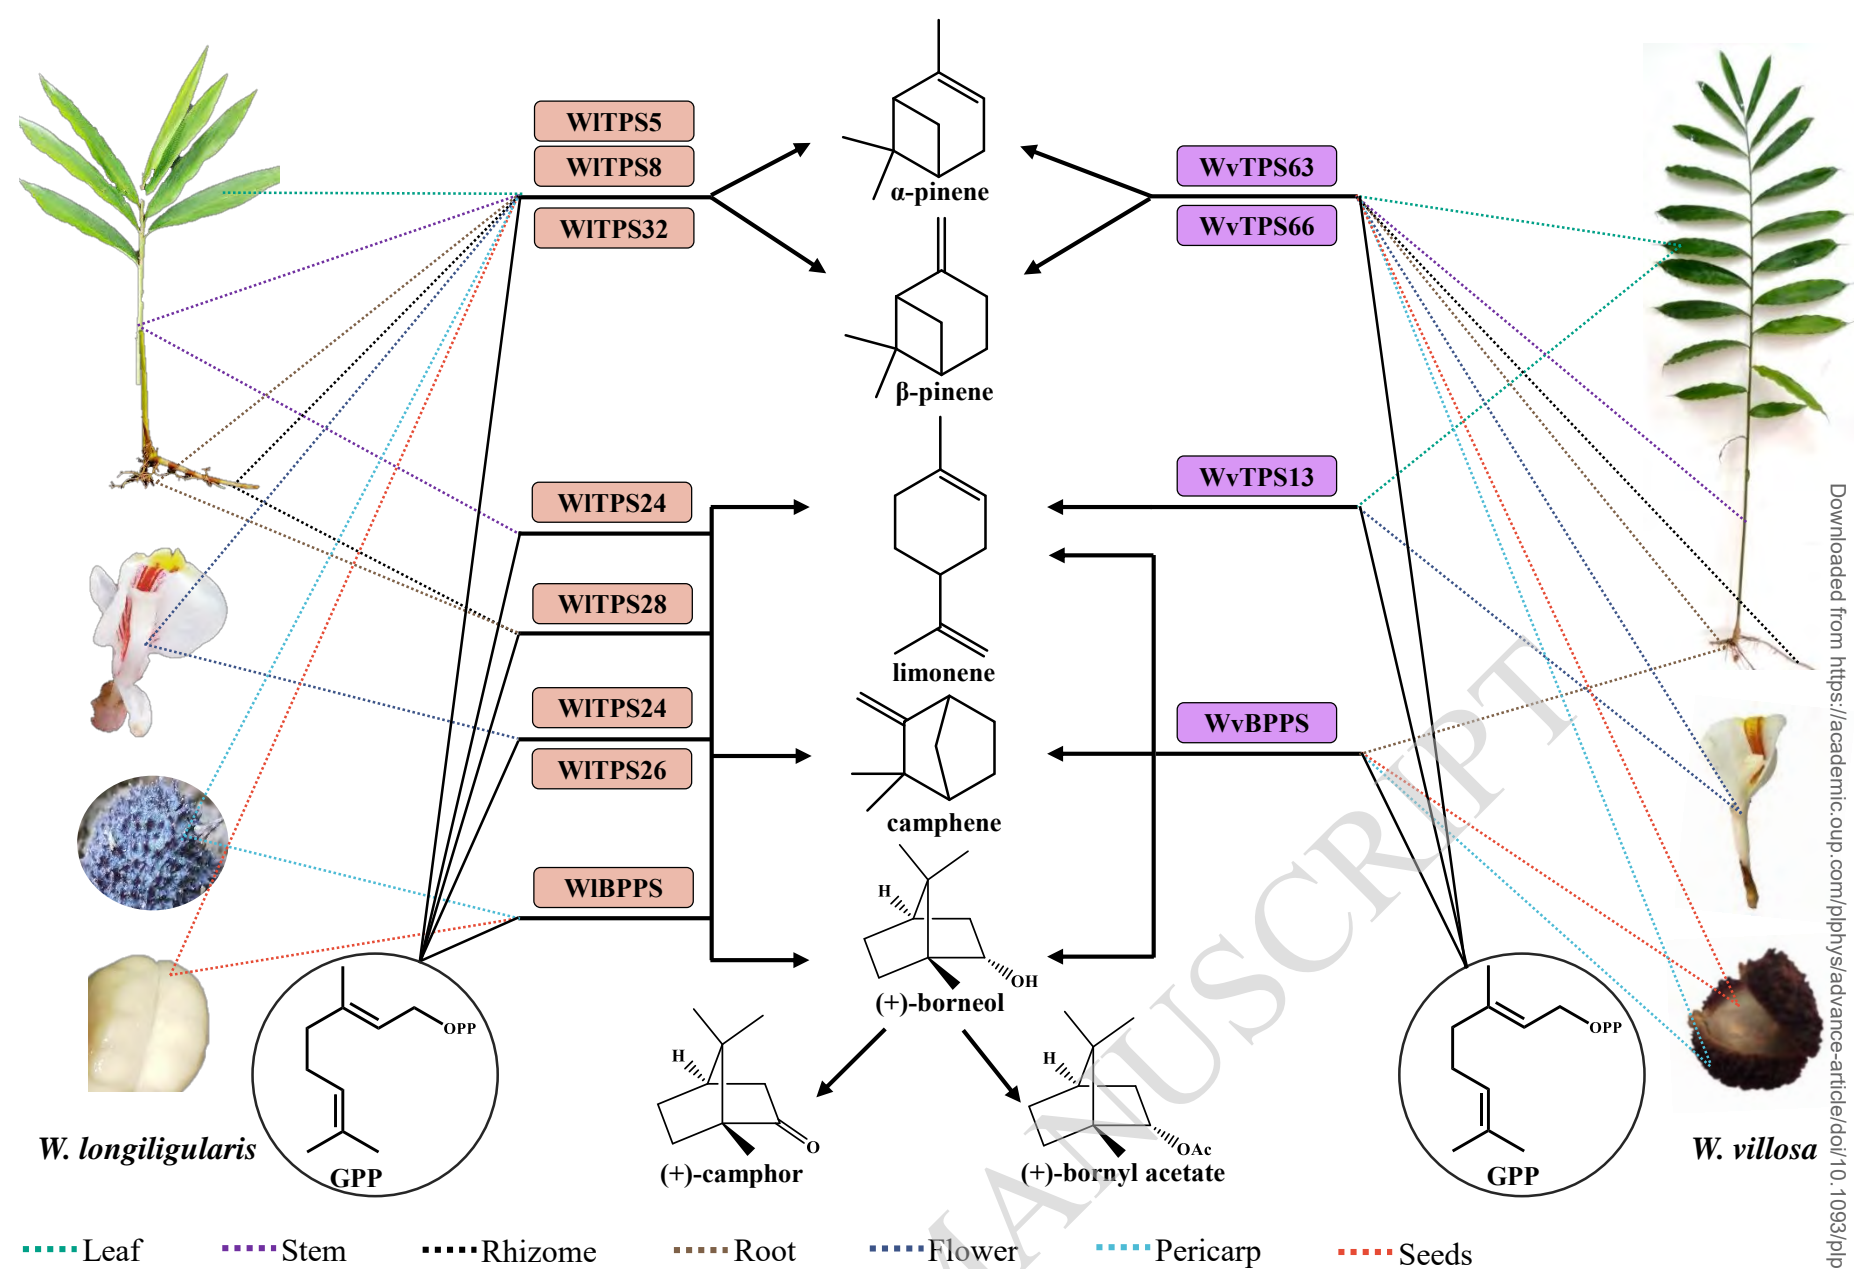 WlTPS5
WlTPS8
WlTPS32
α-pinene
WvTPS63
WvTPS66
β-pinene
WlTPS24
WvTPS13
WlTPS28
limonene
WlTPS24
WlTPS26
WvBPPS
camphene
WlBPPS
H
OH
(+)-borneol
OPP
GPP
H
O
(+)-camphor
H
OAc
(+)-bornyl acetate
OPP
GPP
W. longiligularis
W. villosa
Leaf
Stem
Rhizome
Root
Flower
Pericarp
Seeds
MANUSCRIPT
Downloaded from https://academic.oup.com/plphys/advance-article/doi/10.1093/plp